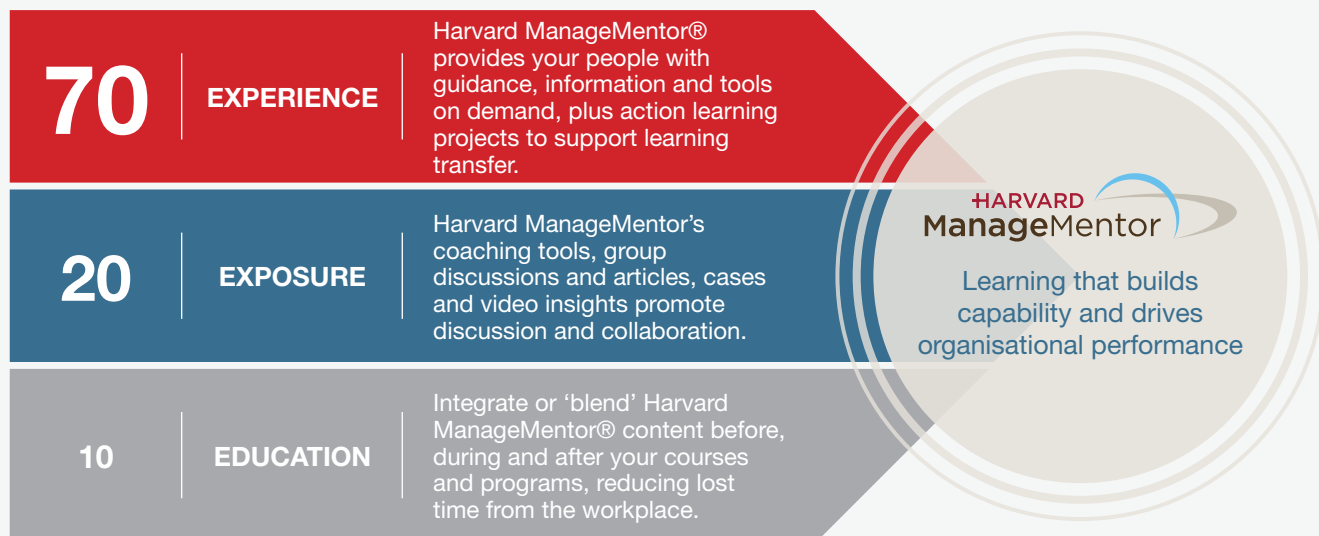 70
EXPERIENCE
Harvard ManageMentor®
provides your people with
guidance, information and tools
on demand, plus action learning
projects to support learning
transfer.
20
EXPOSURE
Harvard ManageMentor’s
coaching tools, group
discussions and articles, cases
and video insights promote
discussion and collaboration.
10
EDUCATION
Integrate or ‘blend’ Harvard
ManageMentor® content before,
during and after your courses
and programs, reducing lost
time from the workplace.
HARVARD
ManageMentor
Learning that builds
capability and drives
organisational performance